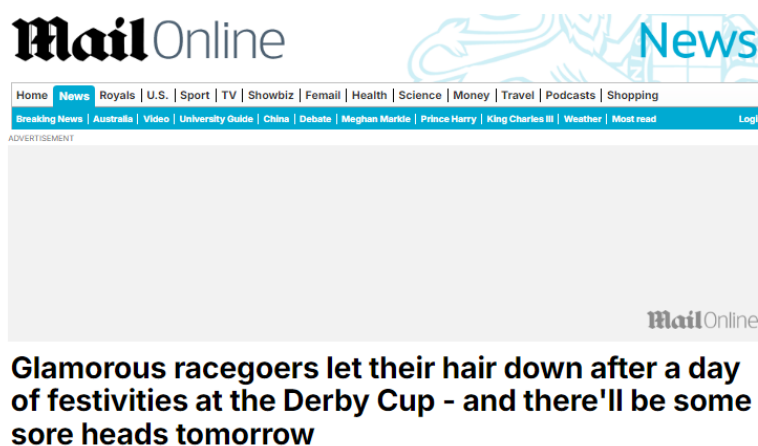 Mail Online
News
Home News Royals U.S. Sport TV Showbiz Femail Health Science Money Travel Podcasts Shopping
Breaking News Australia Video University Guide China Debate Meghan Markle Prince Harry King Charles III Weather Most read Logi
ADVERTISEMENT
Mail Online
Glamorous racegoers let their hair down after a day
of festivities at the Derby Cup - and there'll be some
sore heads tomorrow